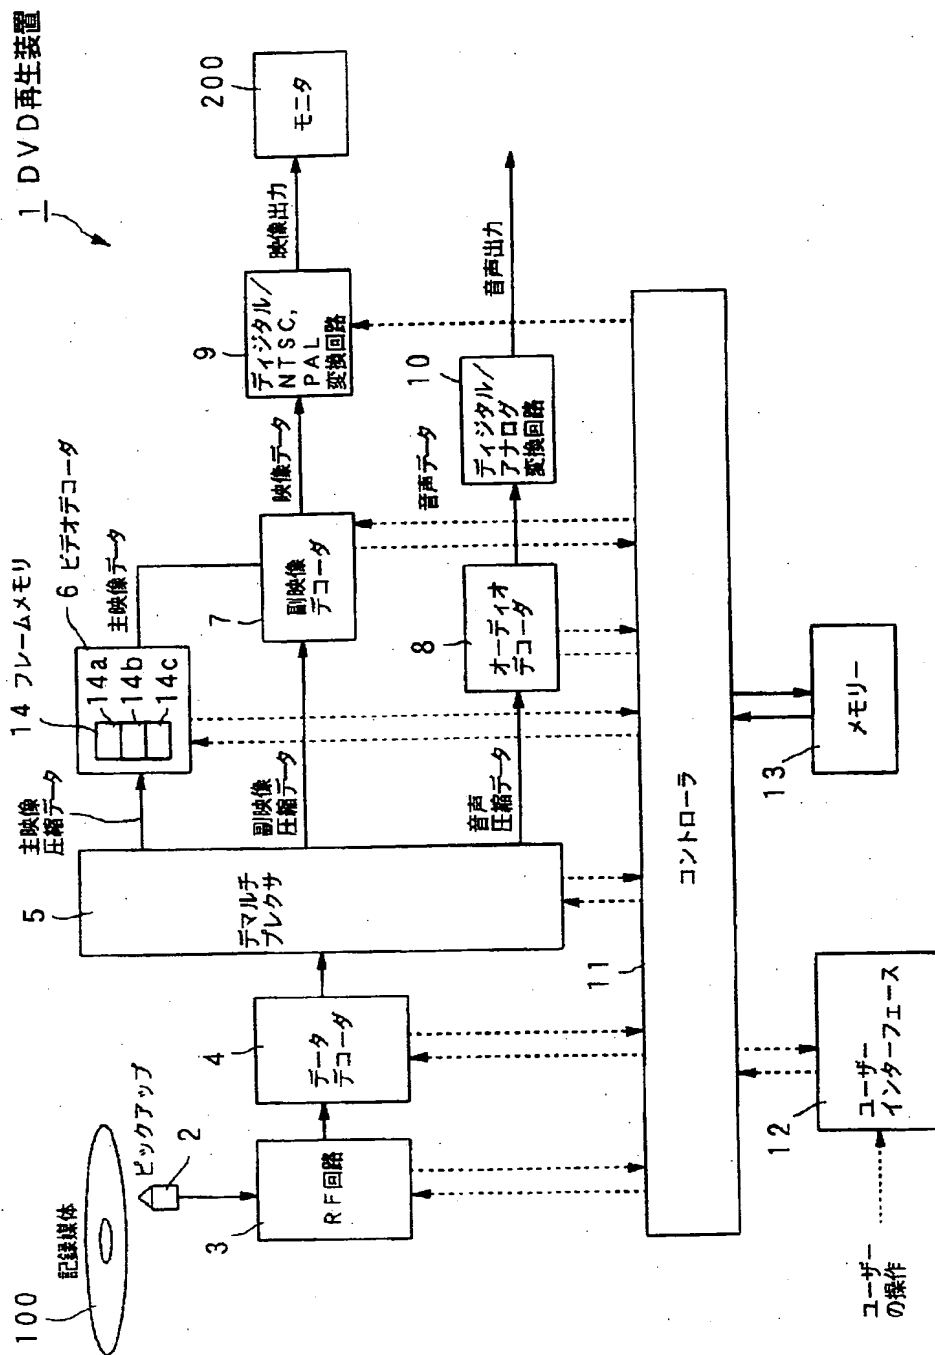 1 DVD再生装置
100
記録媒体
ピックアップ
2
3
RF回路
4
データ
デコーダ
5
デマルチ
プレクサ
主映像
圧縮データ
副映像
圧縮データ
音声
圧縮データ
14 フレームメモリ
6 ビデオデコーダ
14a
14b
14c
主映像データ
7
副映像
デコーダ
8
オーディオ
デコーダ
映像データ
音声データ
9
ディジタル/
NTSC,
PAL
変換回路
10
ディジタル/
アナログ
変換回路
映像出力
音声出力
200
モニタ
11
コントローラ
12
ユーザー
インターフェース
13
メモリー
ユーザー
の操作